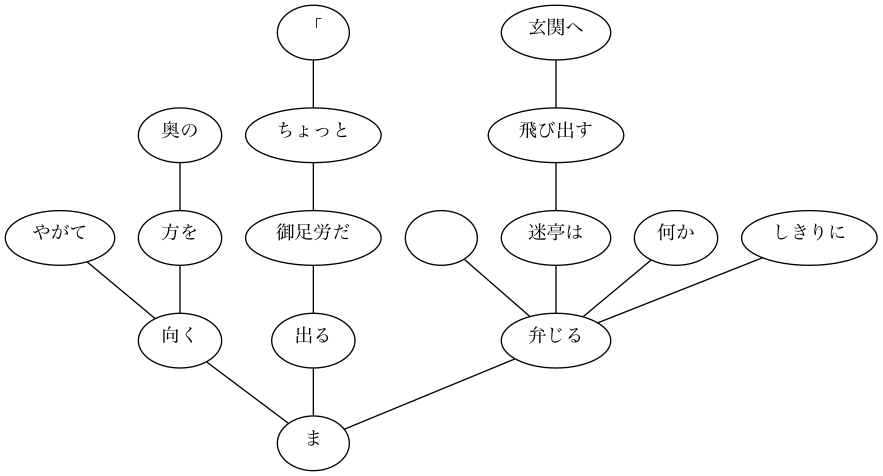 「
玄関へ
奥の
ちょっと
飛び出す
やがて
方を
御足労だ
迷亭は
何か
しきりに
向く
出る
弁じる
ま